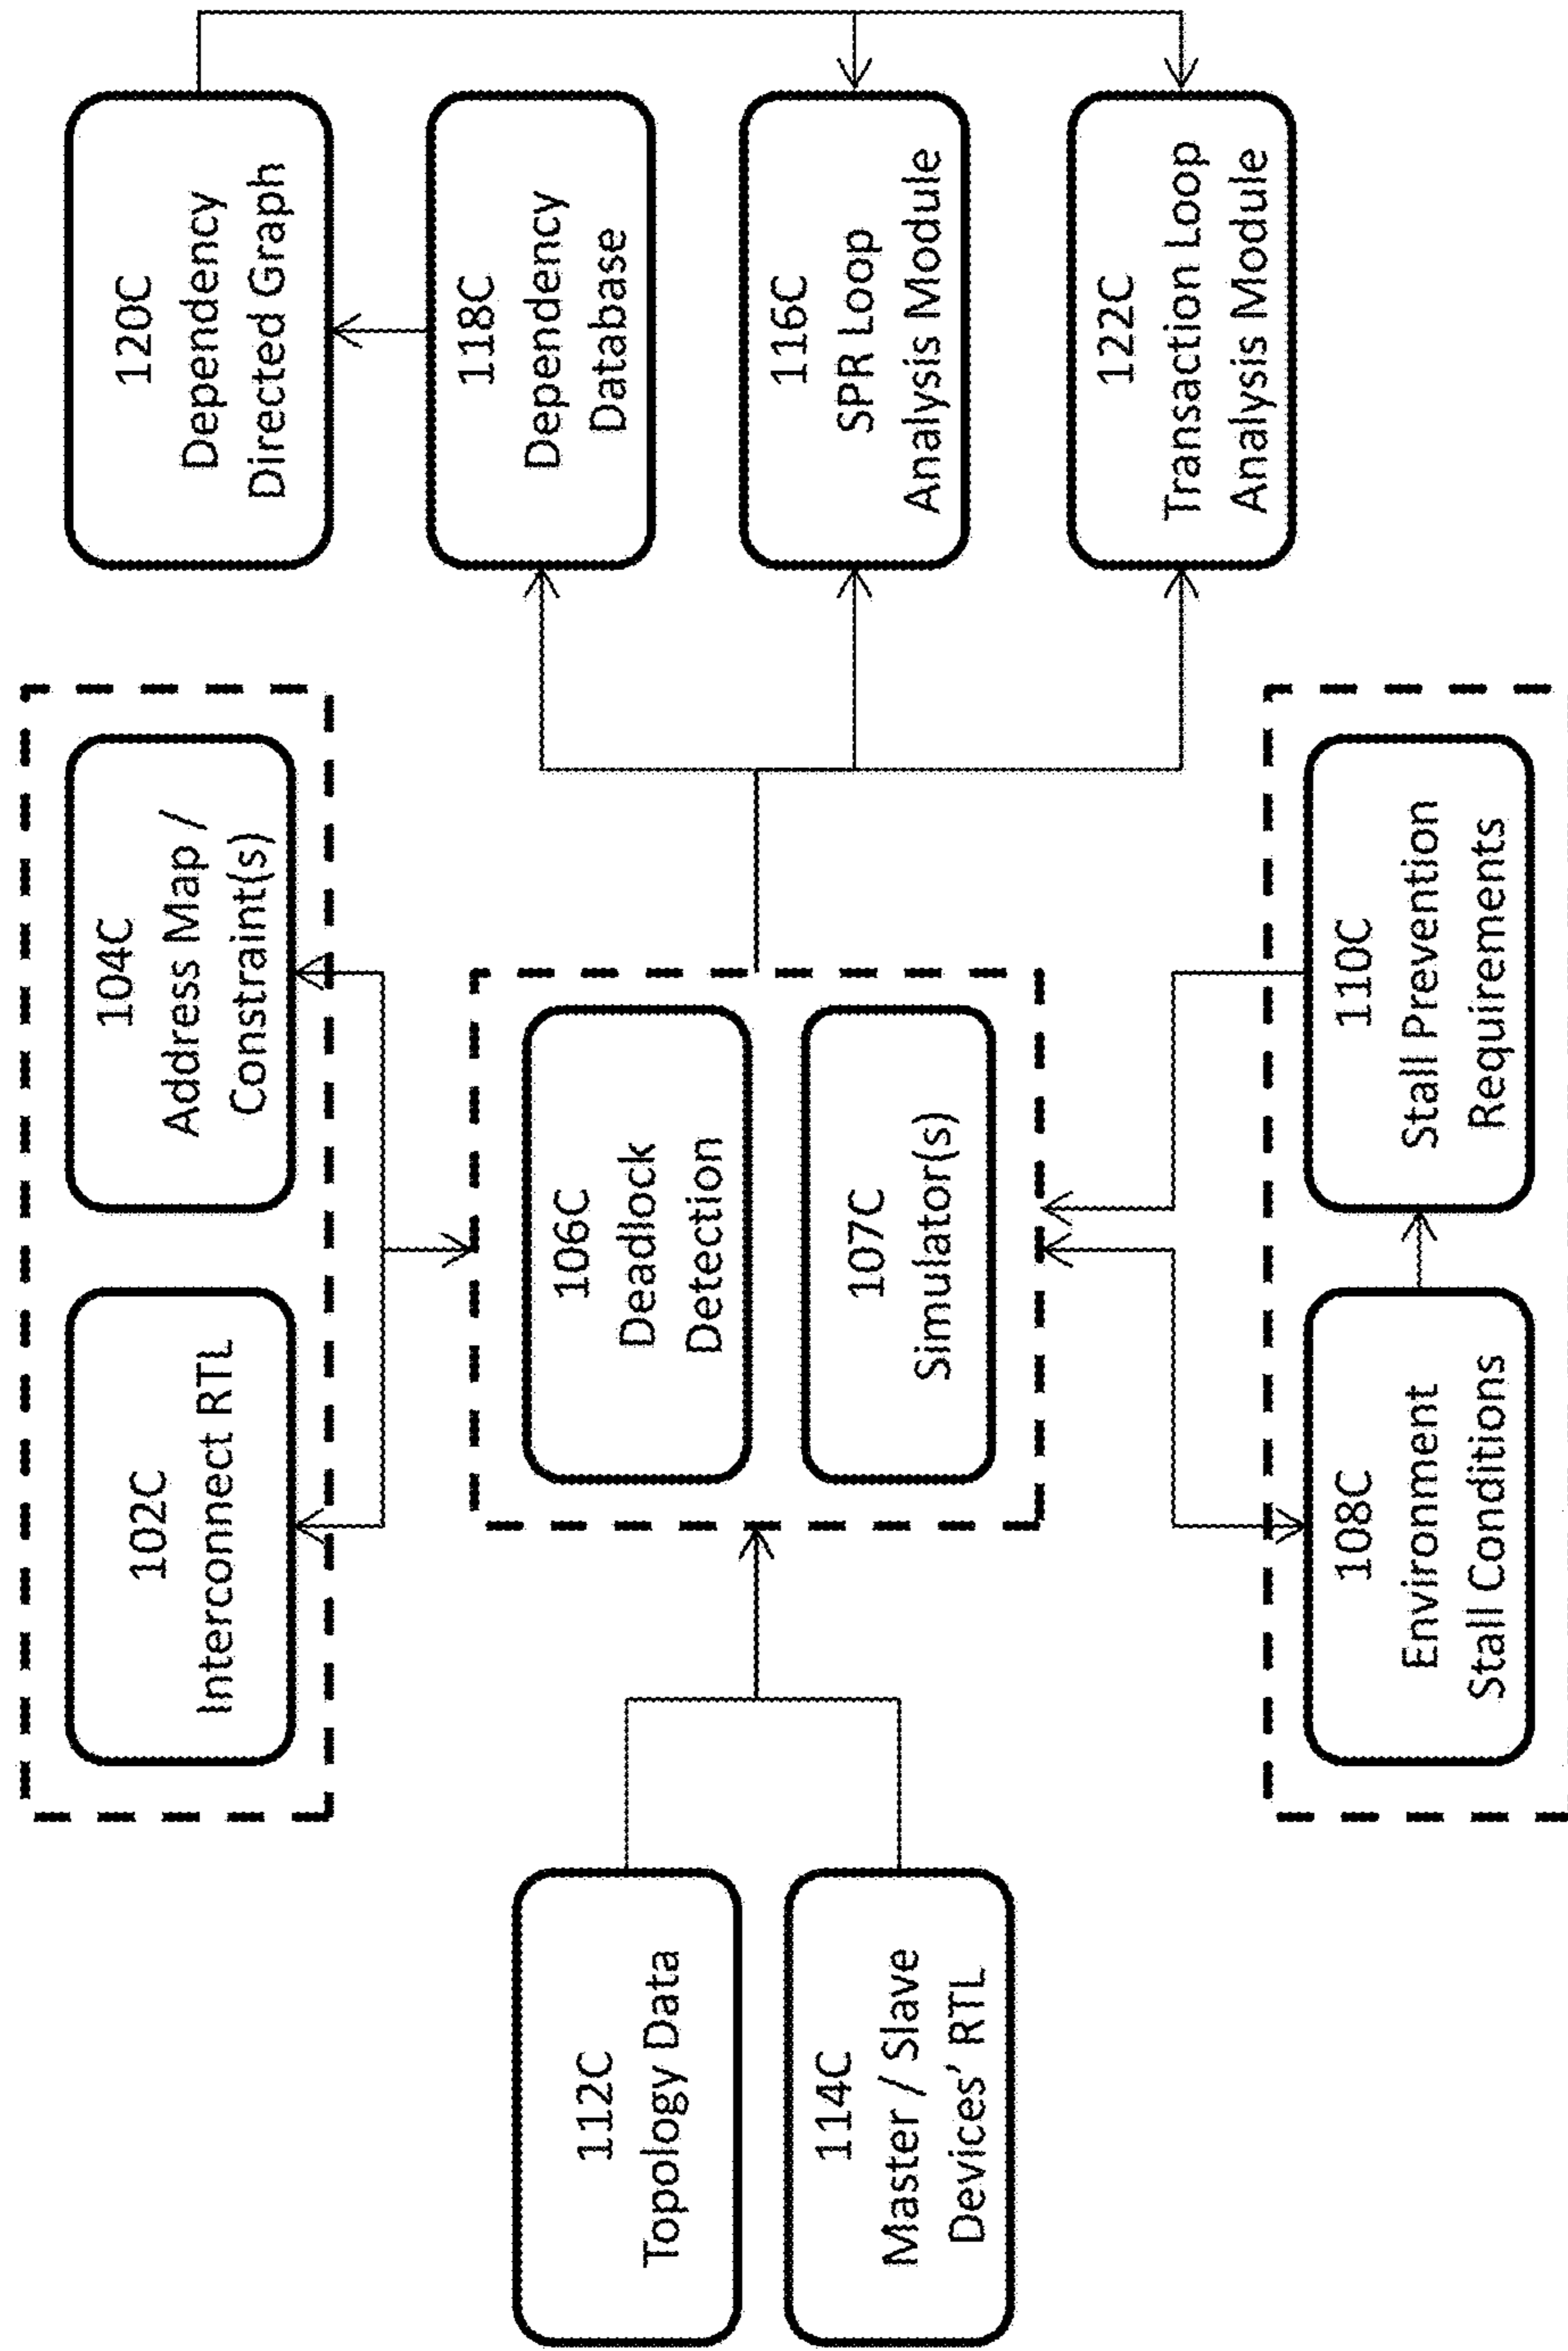 102C
Interconnect RTL
104C
Address Map /
Constraint(s)
120C
Dependency
Directed Graph
118C
Dependency
Database
112C
Topology Data
106C
Deadlock
Detection
114C
Master / Slave
Devices' RTL
107C
Simulator(s)
116C
SPR Loop
Analysis Module
122C
Transaction Loop
Analysis Module
108C
Environment
Stall Conditions
110C
Stall Prevention
Requirements